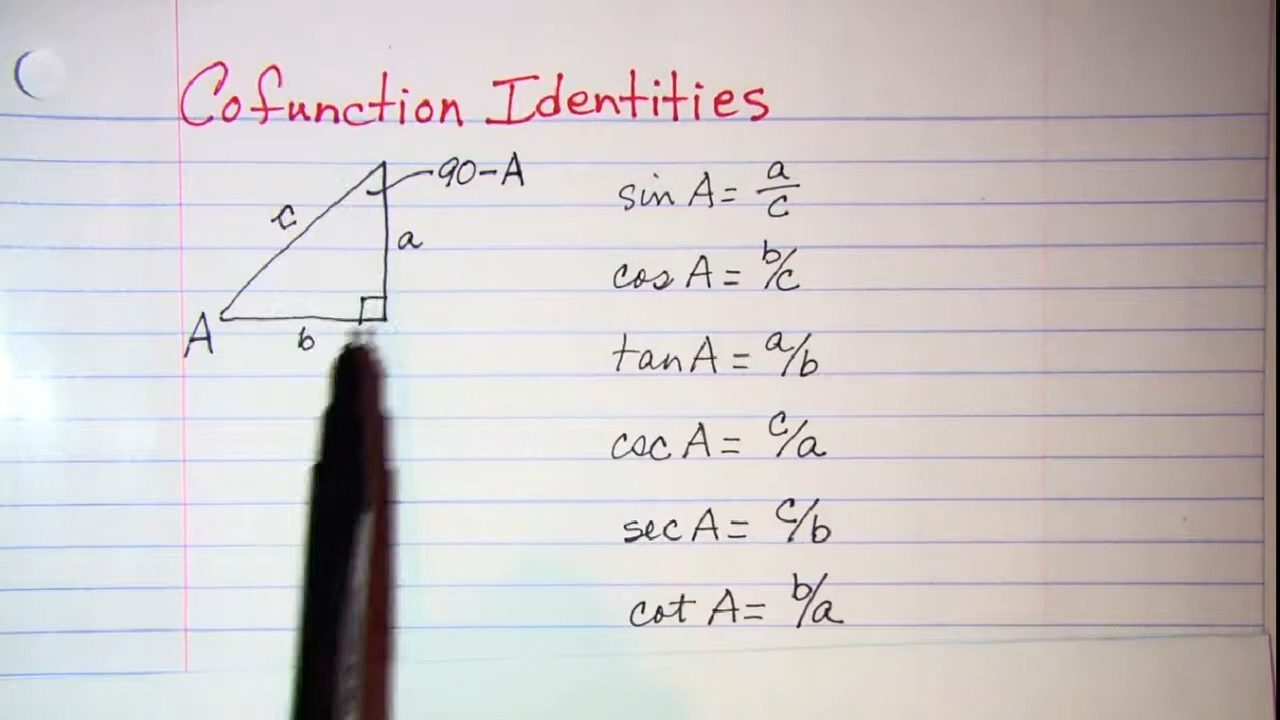 Cofunction Identities
90-A
c
a
A
b
sin A = a/c
cos A = b/c
tan A = a/b
csc A = c/a
sec A = c/b
cot A = b/a